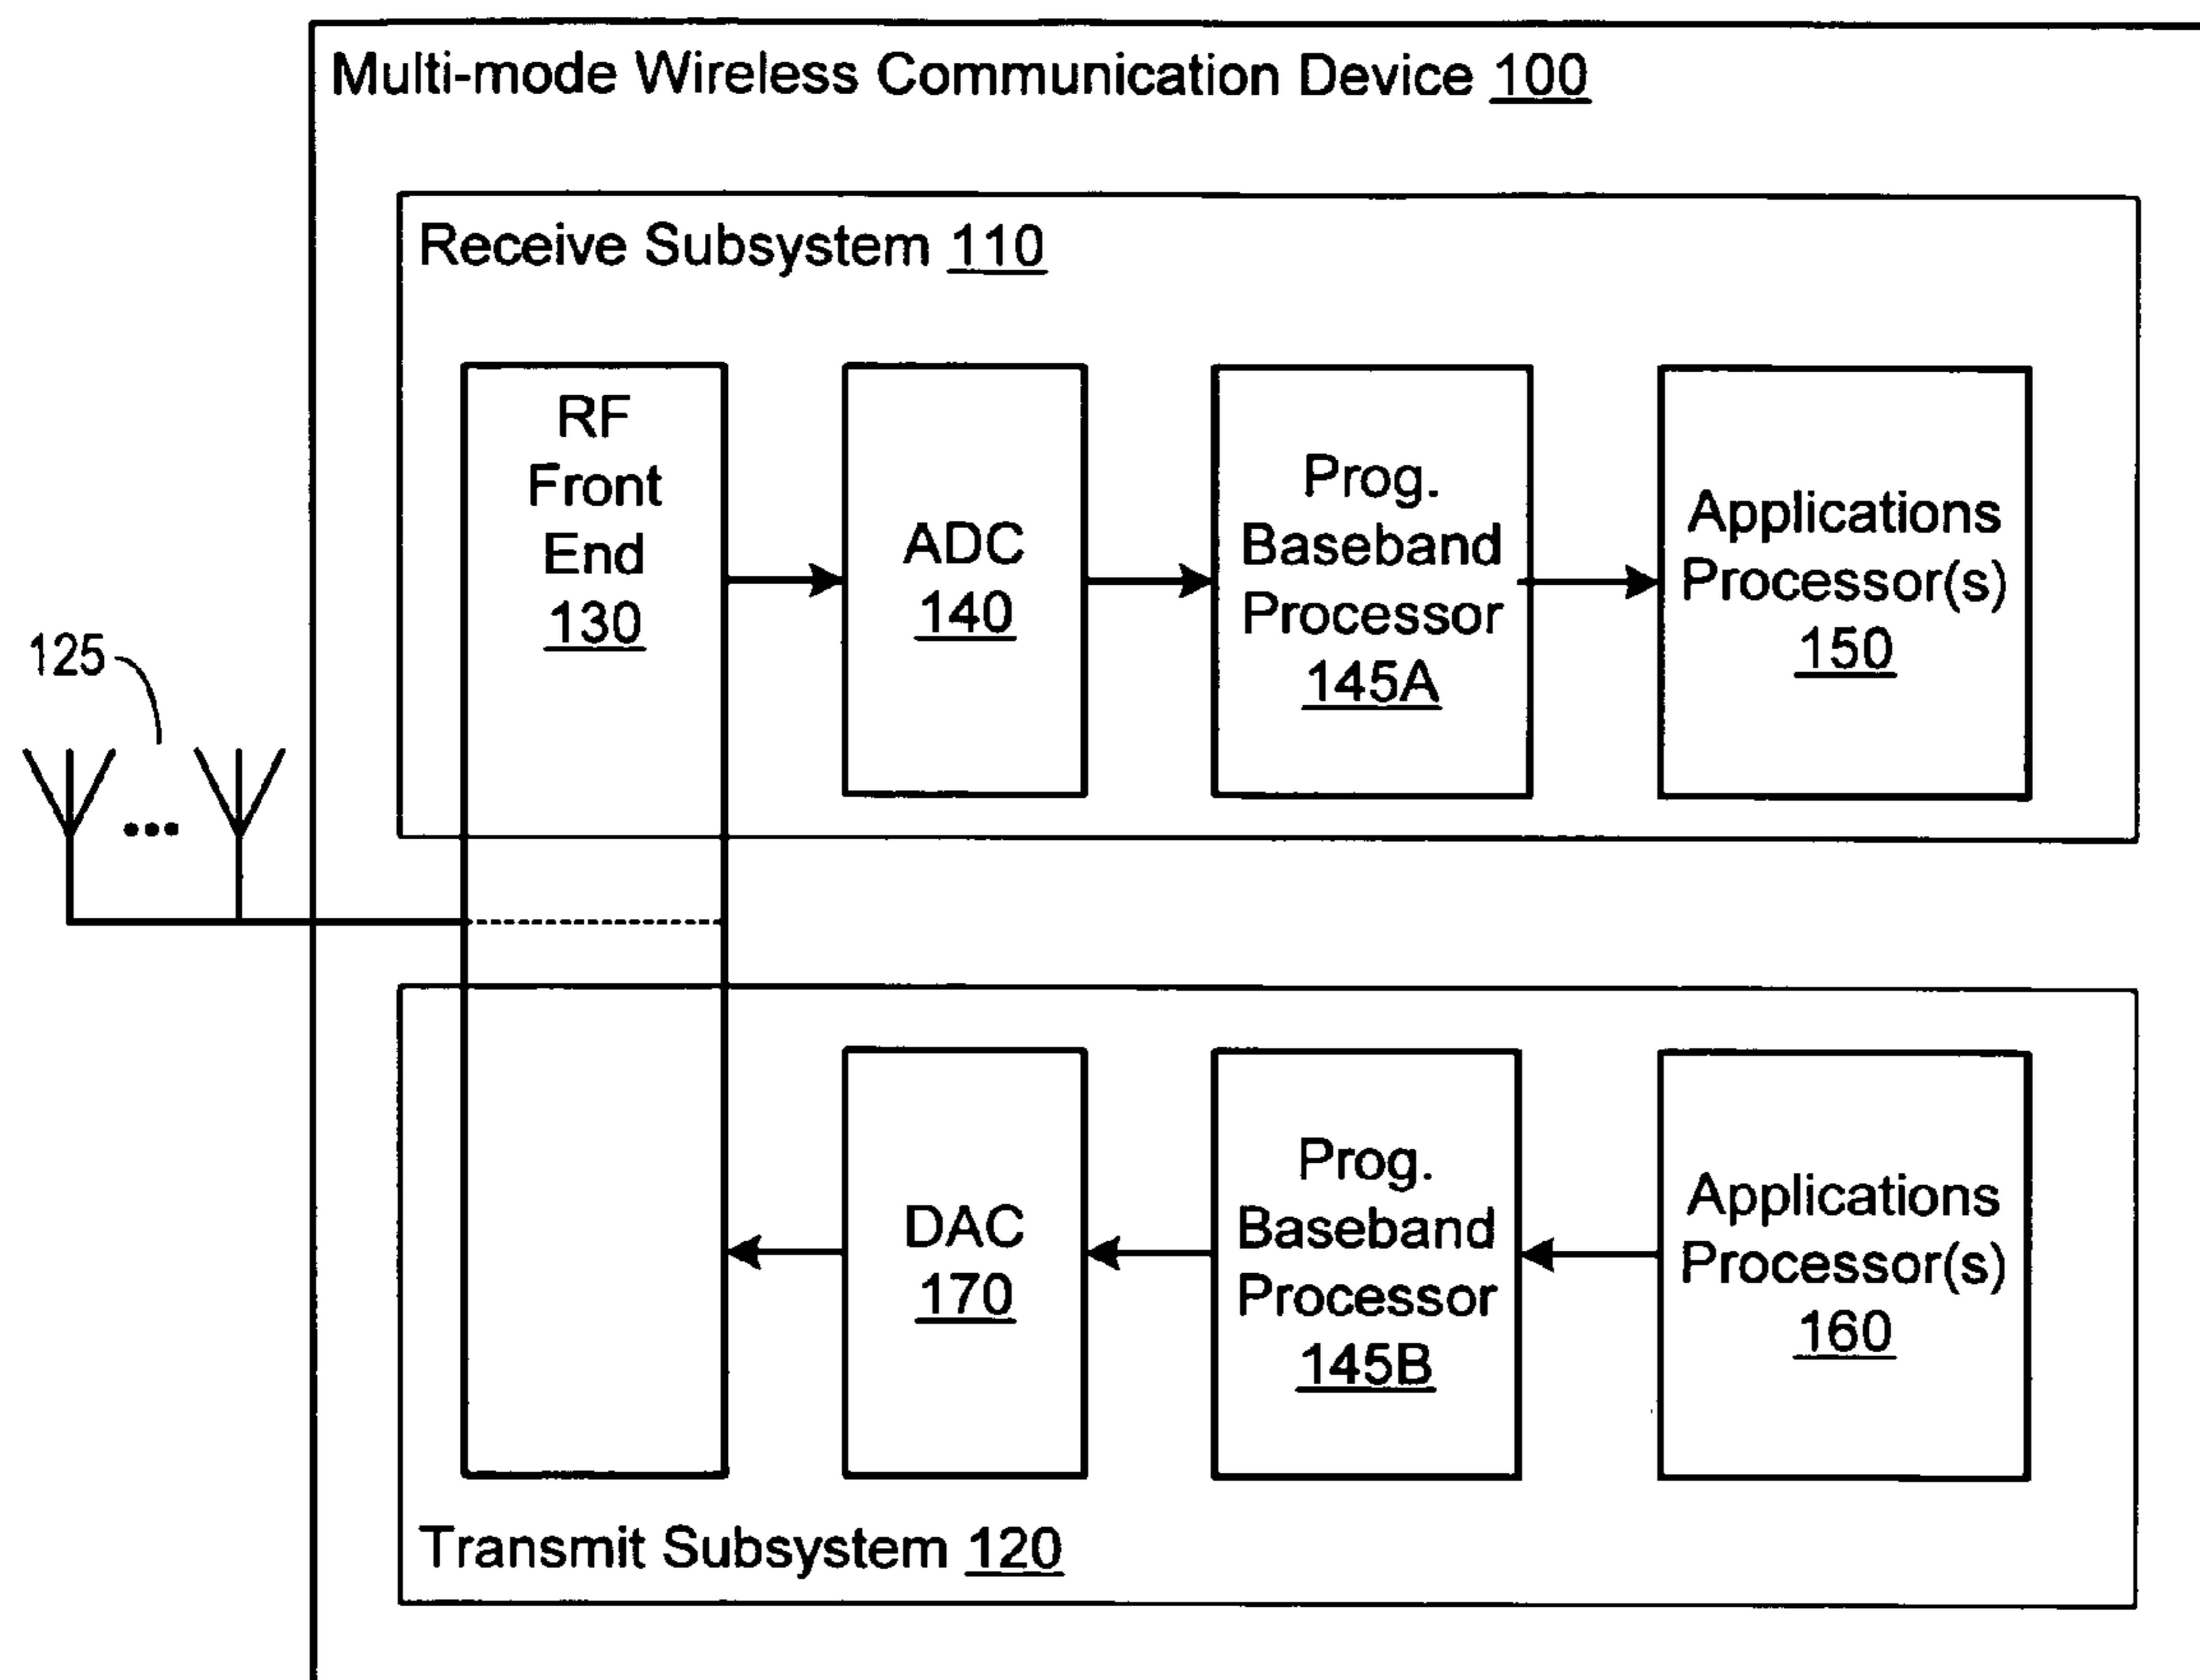 Multi-mode Wireless Communication Device 100
Receive Subsystem 110
RF
Front
End
130
ADC
140
Prog.
Baseband
Processor
145A
Applications
Processor(s)
150
125
DAC
170
Prog.
Baseband
Processor
145B
Applications
Processor(s)
160
Transmit Subsystem 120